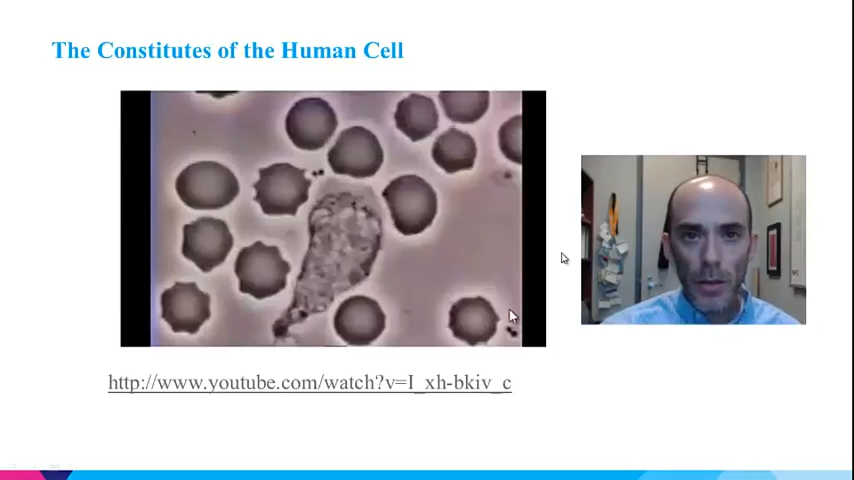 The Constitutes of the Human Cell
http://www.youtube.com/watch?v=I_xh-bkiv_c